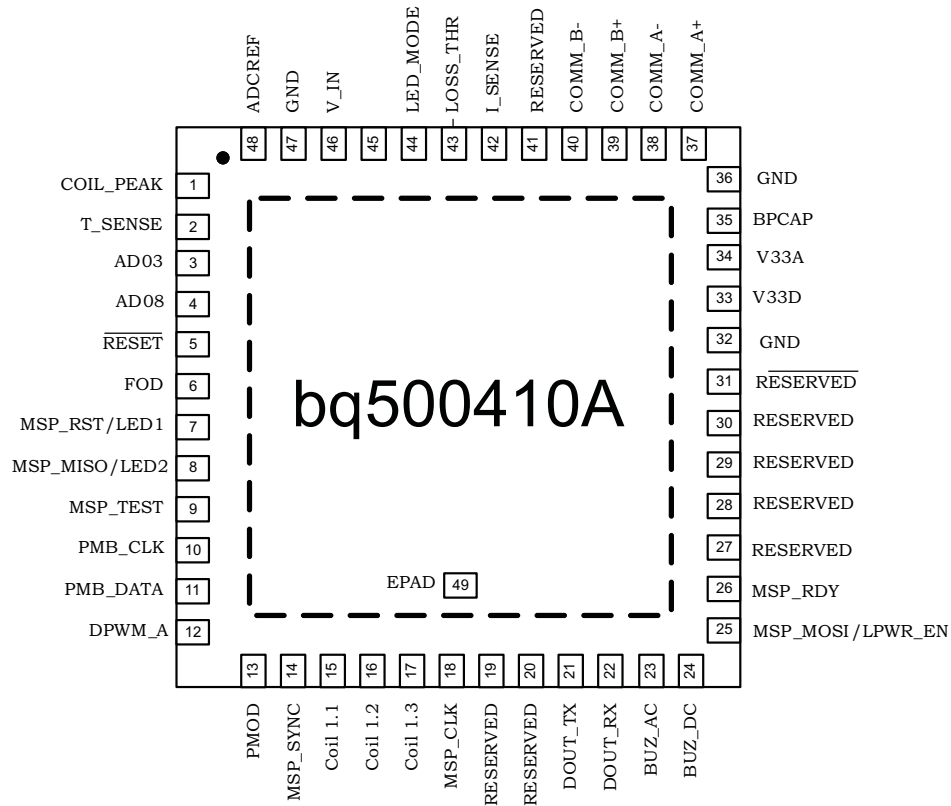 ADCREF
GND
V_IN
LED_MODE
LOSS_THR
I_SENSE
RESERVED
COMM_B-
COMM_B+
COMM_A-
COMM_A+
48
47
46
45
44
43
42
41
40
39
38
37
COIL_PEAK 1
T_SENSE 2
AD03 3
AD08 4
RESET 5
FOD 6
MSP_RST/LED1 7
MSP_MISO/LED2 8
MSP_TEST 9
PMB_CLK 10
PMB_DATA 11
DPWM_A 12
bq500410A
EPAD 49
36 GND
35 BPCAP
34 V33A
33 V33D
32 GND
31 RESERVED
30 RESERVED
29 RESERVED
28 RESERVED
27 RESERVED
26 MSP_RDY
25 MSP_MOSI/LPWR_EN
13
14
15
16
17
18
19
20
21
22
23
24
PMOD
MSP_SYNC
Coil 1.1
Coil 1.2
Coil 1.3
MSP_CLK
RESERVED
RESERVED
DOUT_TX
DOUT_RX
BUZ_AC
BUZ_DC